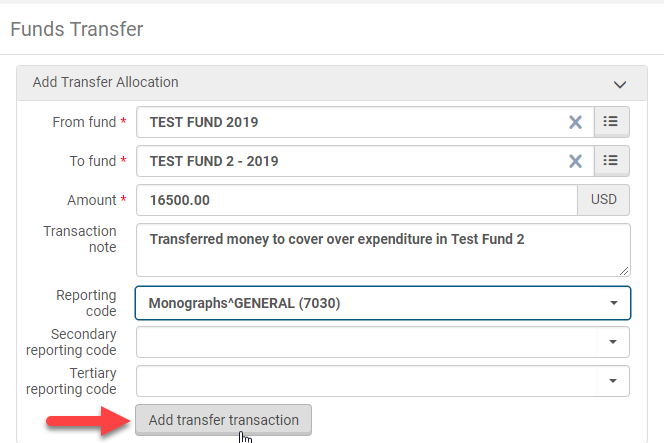 Funds Transfer
Add Transfer Allocation
From fund * TEST FUND 2019
To fund * TEST FUND 2 - 2019
Amount * 16500.00 USD
Transaction
note
Transferred money to cover over expenditure in Test Fund 2
Reporting
code
Monographs^GENERAL (7030)
Secondary
reporting code
Tertiary
reporting code
Add transfer transaction